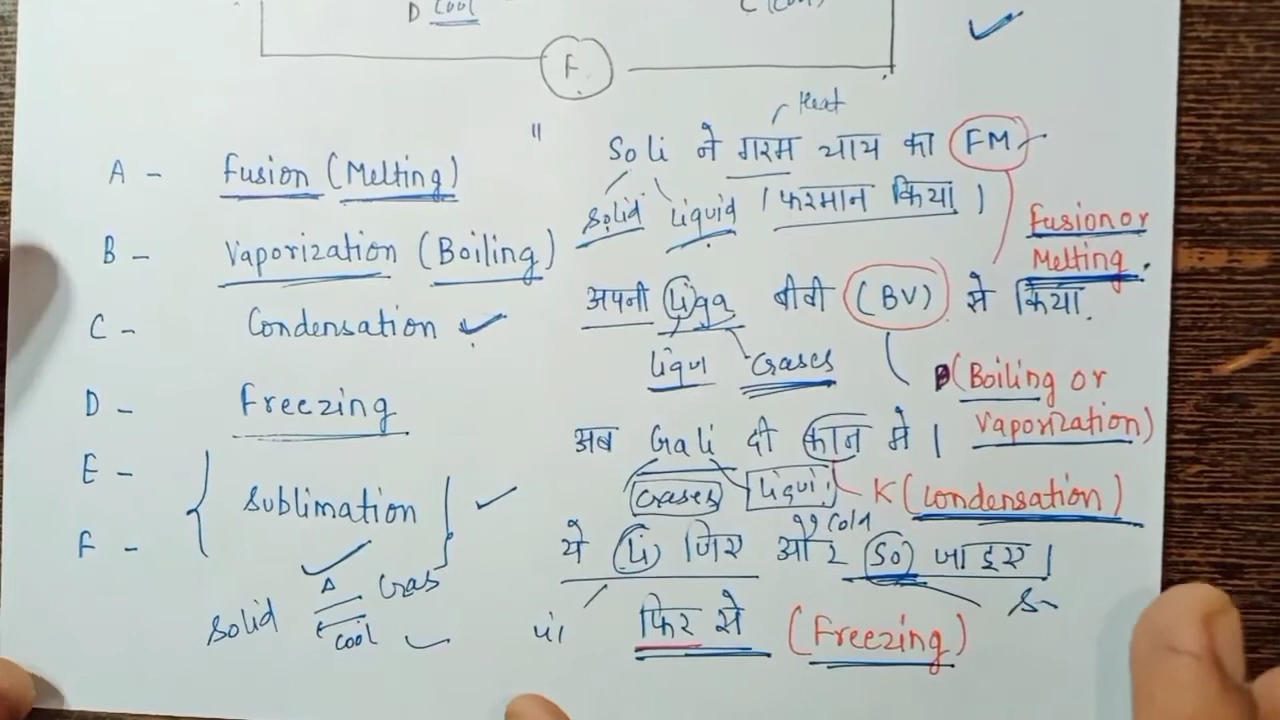 D Cool
F
A - Fusion (Melting)
B - Vaporization (Boiling)
C - Condensation
D - Freezing
E -
Sublimation
F -
Solid Δ Gas
Cool
Heat
" Soli ने गरम चाय का FM
Solid Liquid (फरमान किया)
Fusion or
Melting.
अपनी Liga बीवी (BV) से किया.
Liqui Gases
(Boiling or
Vaporization)
अब Gali दी कान मे।
Gases Liqui K (Condensation)
Cold
ये Li जिए और So जाइए।
फिर से (Freezing)